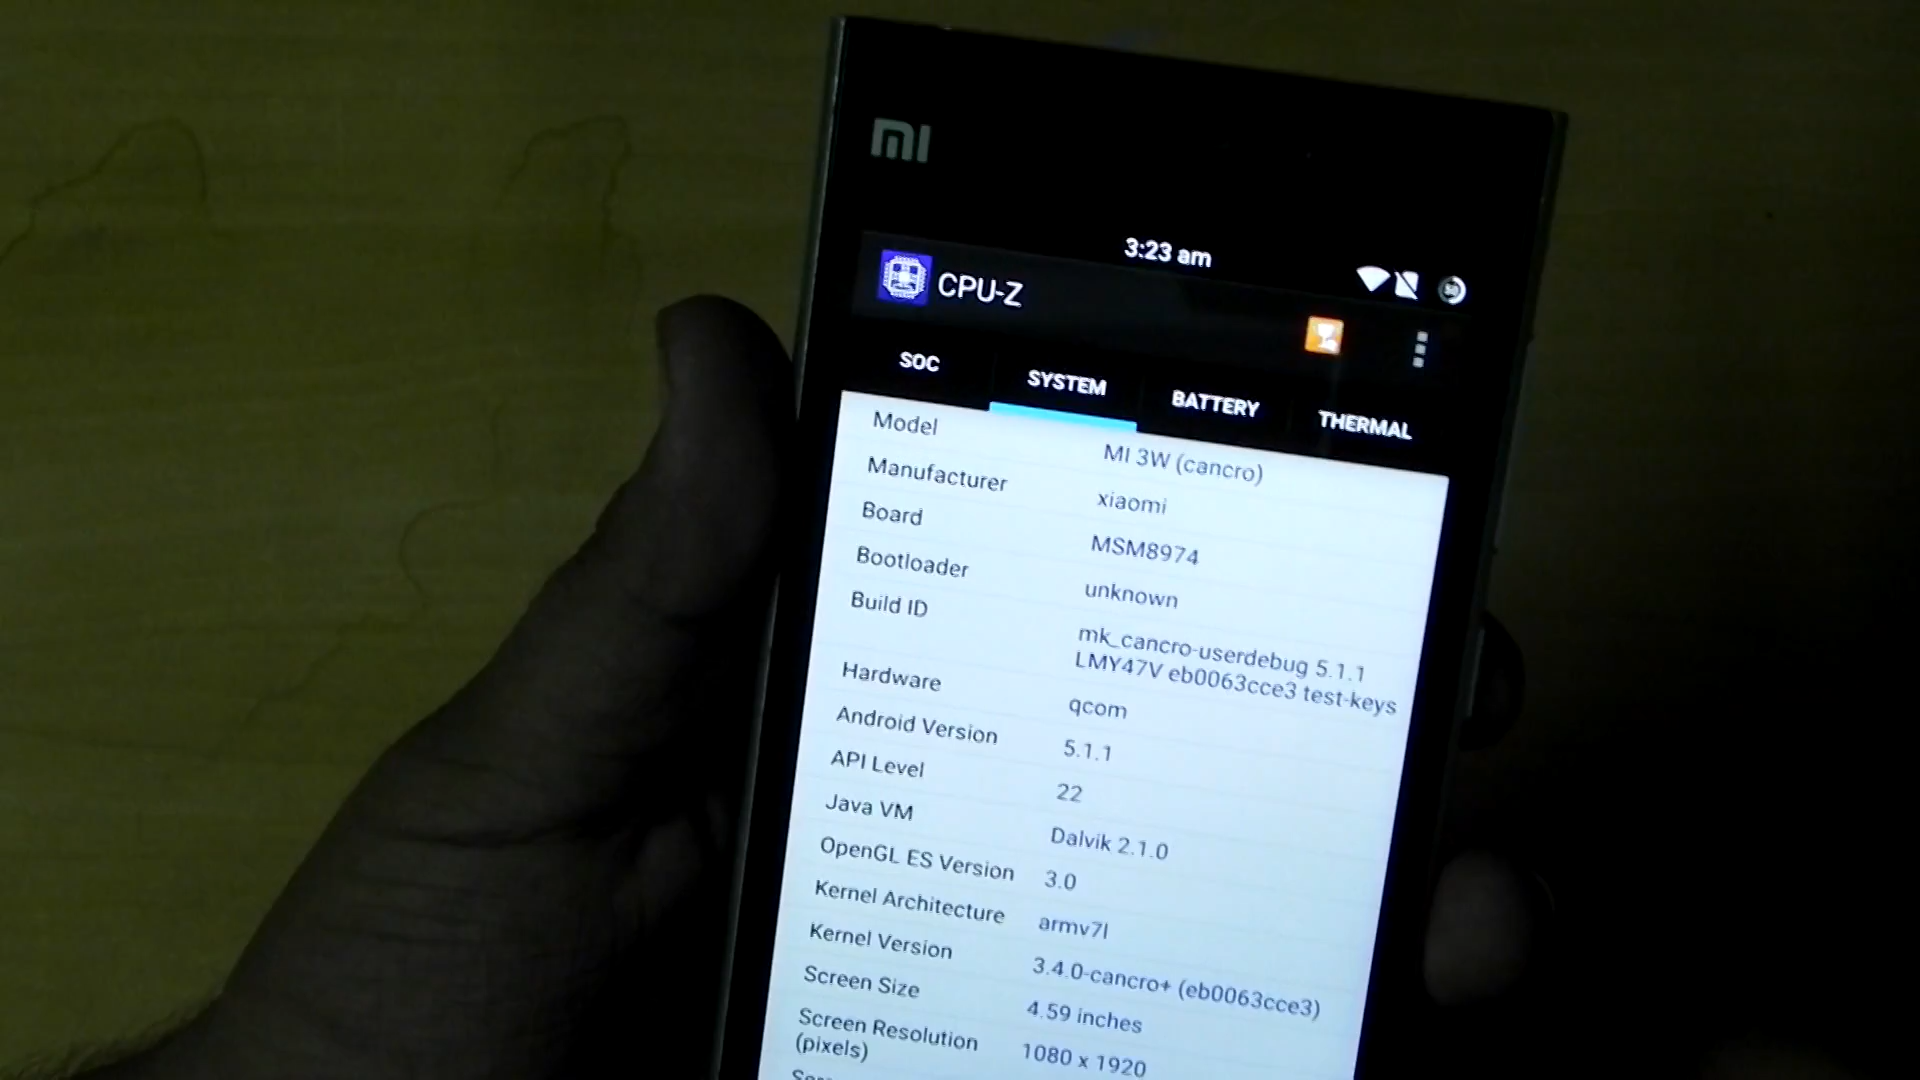 mi
3:23 am
50
CPU-Z
SOC SYSTEM BATTERY THERMAL
Model MI 3W (cancro)
Manufacturer xiaomi
Board MSM8974
Bootloader unknown
Build ID mk_cancro-userdebug 5.1.1
LMY47V eb0063cce3 test-keys
Hardware qcom
Android Version 5.1.1
API Level 22
Java VM Dalvik 2.1.0
OpenGL ES Version 3.0
Kernel Architecture armv7l
Kernel Version 3.4.0-cancro+ (eb0063cce3)
Screen Size 4.59 inches
Screen Resolution 1080 x 1920
(pixels)